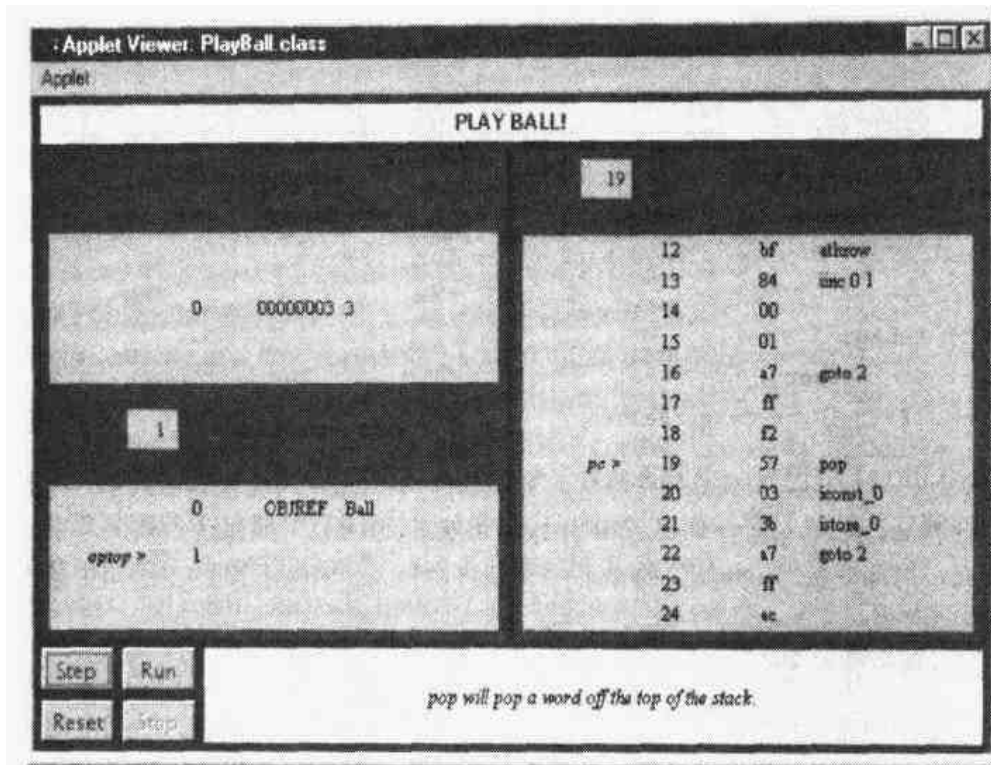 Applet Viewer: PlayBall.class
Applet
PLAY BALL!
0 00000003 3
1
0 OBJREF Ball
optop > 1
19
12 bf athrow
13 84 iinc 0 1
14 00
15 01
16 a7 goto 2
17 ff
18 f2
pc > 19 57 pop
20 03 iconst_0
21 3b istore_0
22 a7 goto 2
23 ff
24 ec
Step Run
Reset Stop
pop will pop a word off the top of the stack.